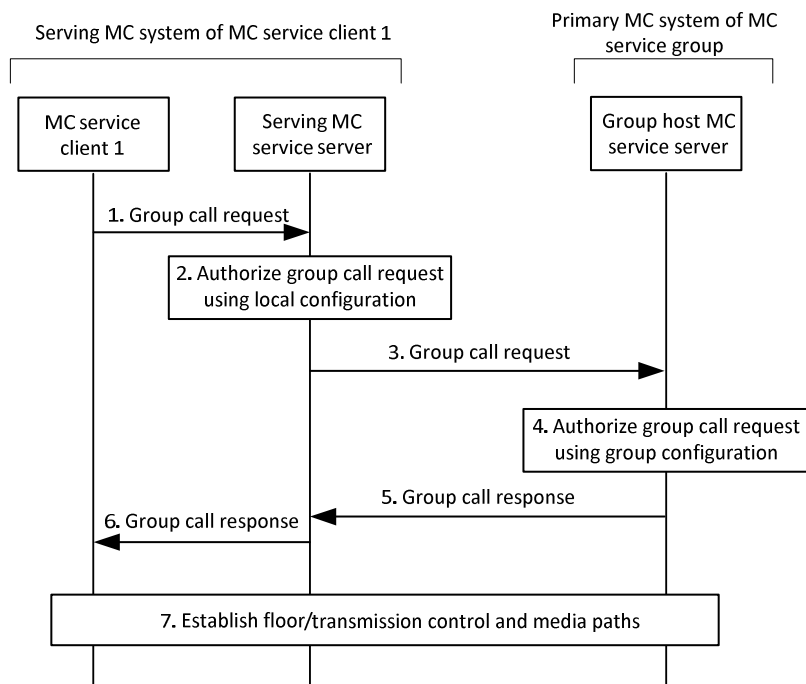 Serving MC system of MC service client 1
Primary MC system of MC
service group
MC service
client 1
Serving MC
service server
Group host MC
service server
1. Group call request
2. Authorize group call request
using local configuration
3. Group call request
4. Authorize group call request
using group configuration
5. Group call response
6. Group call response
7. Establish floor/transmission control and media paths